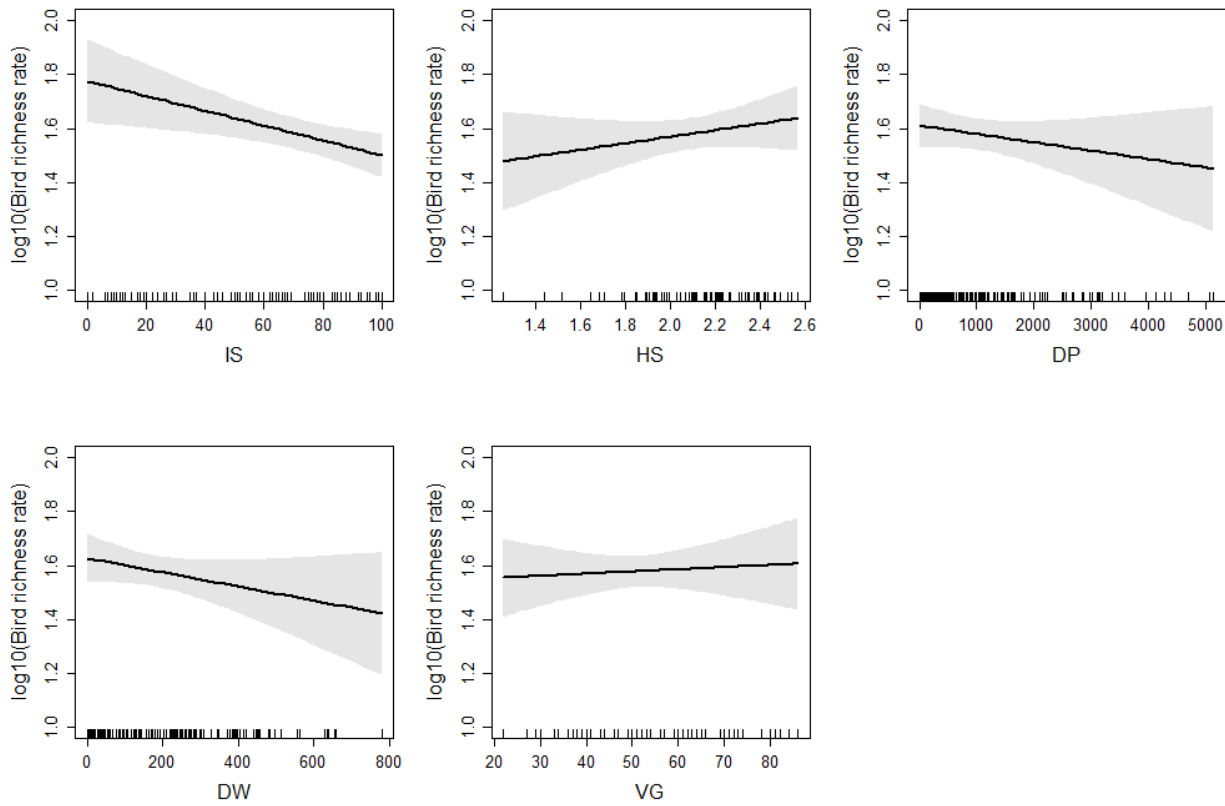 log10(Bird richness rate)
1.0 1.2 1.4 1.6 1.8 2.0
0 20 40 60 80 100
IS
log10(Bird richness rate)
1.0 1.2 1.4 1.6 1.8 2.0
1.4 1.6 1.8 2.0 2.2 2.4 2.6
HS
log10(Bird richness rate)
1.0 1.2 1.4 1.6 1.8 2.0
0 1000 2000 3000 4000 5000
DP
log10(Bird richness rate)
1.0 1.2 1.4 1.6 1.8 2.0
0 200 400 600 800
DW
log10(Bird richness rate)
1.0 1.2 1.4 1.6 1.8 2.0
20 30 40 50 60 70 80
VG